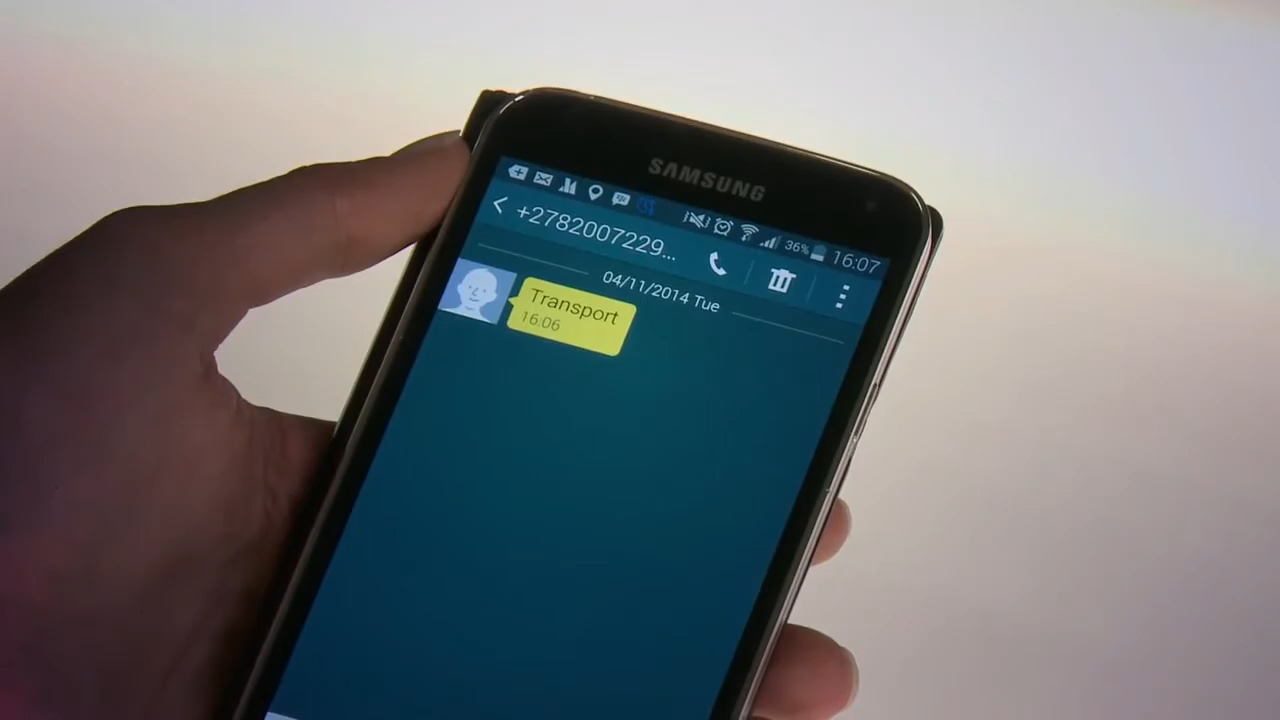 SAMSUNG
36% 16:07
+2782007229...
04/11/2014 Tue
Transport
16:06